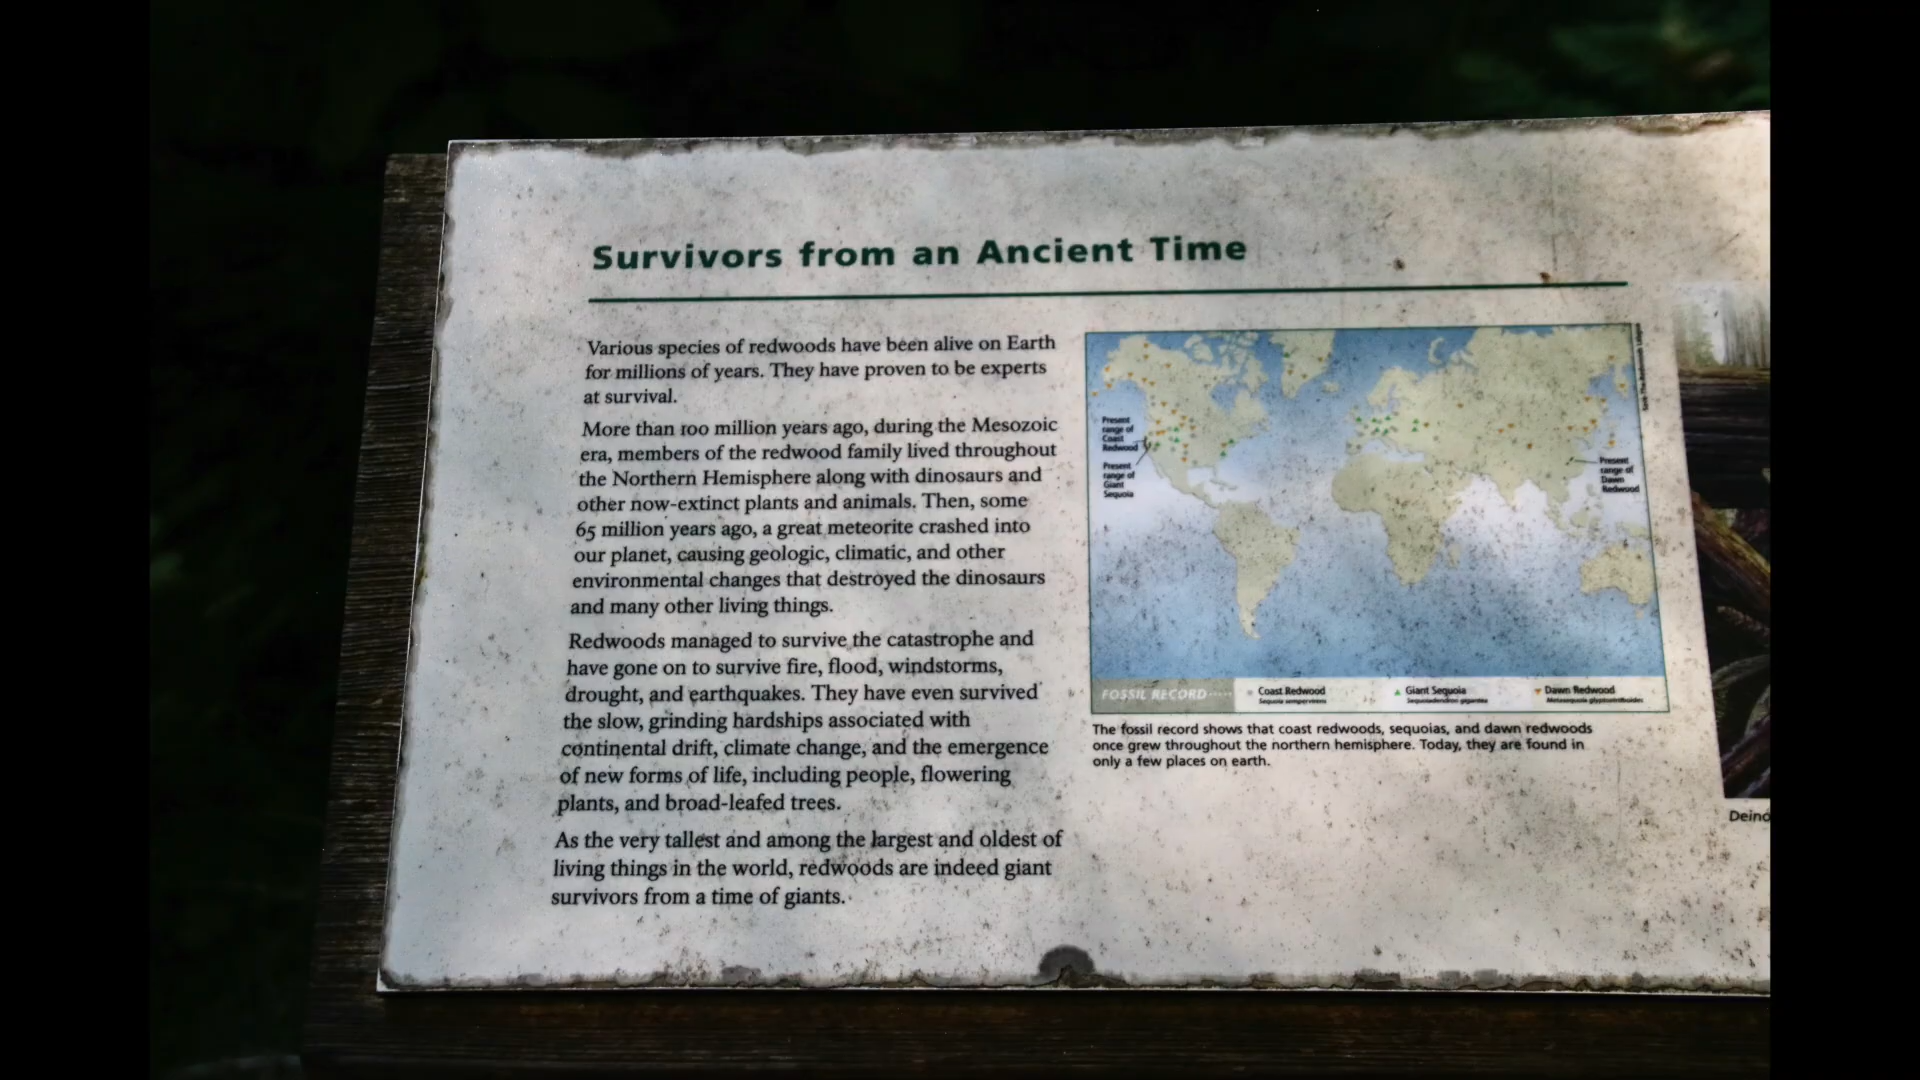 Survivors from an Ancient Time
Various species of redwoods have been alive on Earth
for millions of years. They have proven to be experts
at survival.
More than 100 million years ago, during the Mesozoic
era, members of the redwood family lived throughout
the Northern Hemisphere along with dinosaurs and
other now-extinct plants and animals. Then, some
65 million years ago, a great meteorite crashed into
our planet, causing geologic, climatic, and other
environmental changes that destroyed the dinosaurs
and many other living things.
Redwoods managed to survive the catastrophe and
have gone on to survive fire, flood, windstorms,
drought, and earthquakes. They have even survived
the slow, grinding hardships associated with
continental drift, climate change, and the emergence
of new forms of life, including people, flowering
plants, and broad-leafed trees.
As the very tallest and among the largest and oldest of
living things in the world, redwoods are indeed giant
survivors from a time of giants.
Present
range of
Coast
Redwood
Present
range of
Giant
Sequoia
Present
range of
Dawn
Redwood
FOSSIL RECORD
Coast Redwood
Sequoia sempervirens
Giant Sequoia
Sequoiadendron gigantea
Dawn Redwood
Metasequoia glyptostroboides
The fossil record shows that coast redwoods, sequoias, and dawn redwoods
once grew throughout the northern hemisphere. Today, they are found in
only a few places on earth.
Deino